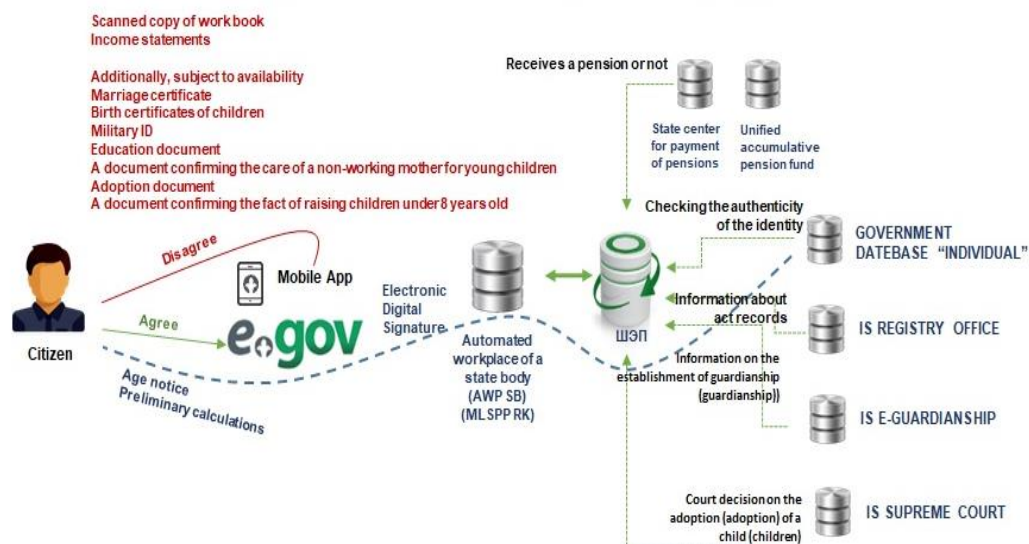 Scanned copy of work book
Income statements
Additionally, subject to availability
Marriage certificate
Birth certificates of children
Military ID
Education document
A document confirming the care of a non-working mother for young children
Adoption document
A document confirming the fact of raising children under 8 years old
Receives a pension or not
State center
for payment
of pensions
Unified
accumulative
pension fund
Checking the authenticity
of the identity
GOVERNMENT
DATEBASE "INDIVIDUAL"
Disagree
Mobile App
Agree
e.gov
Citizen
Electronic
Digital
Signature
Age notice
Preliminary calculations
Automated
workplace of a
state body
(AWP SB)
(MLSPP RK)
ШЭП
Information about
act records
IS REGISTRY OFFICE
Information on the
establishment of guardianship
(guardianship))
IS E-GUARDIANSHIP
Court decision on the
adoption (adoption) of a
child (children)
IS SUPREME COURT